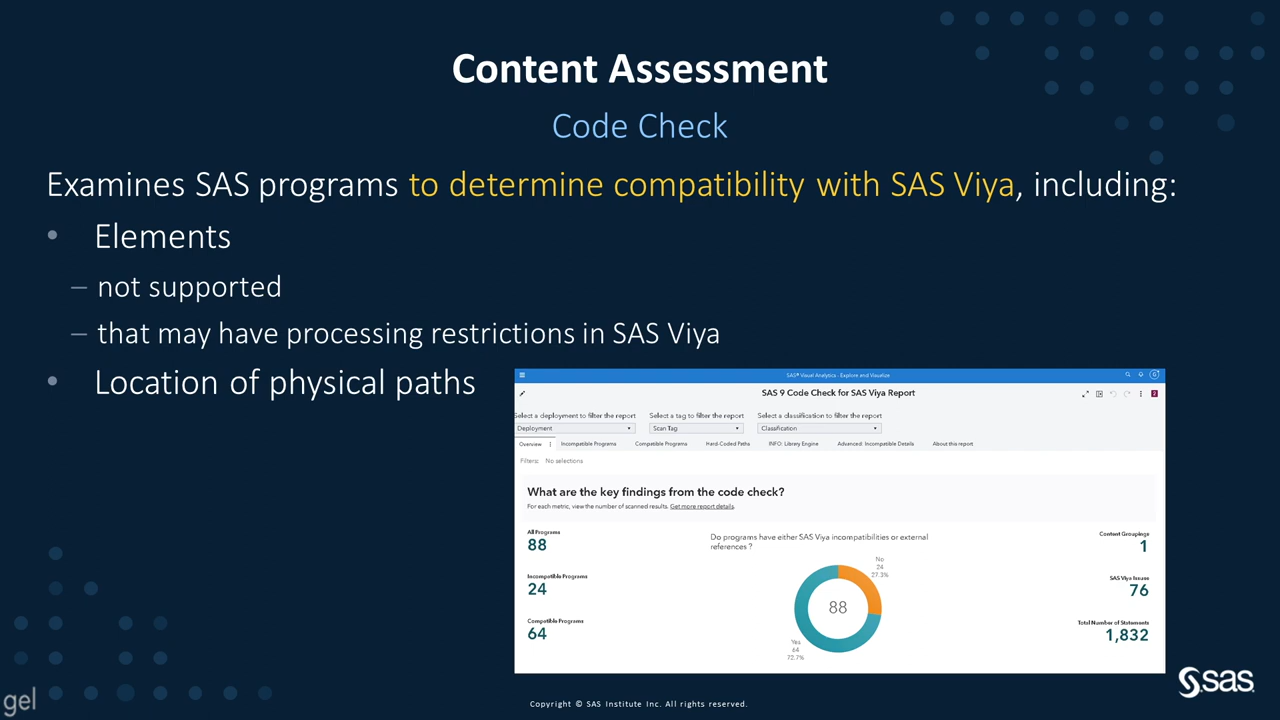 Content Assessment
Code Check
Examines SAS programs to determine compatibility with SAS Viya, including:
• Elements
– not supported
– that may have processing restrictions in SAS Viya
• Location of physical paths
SAS® Visual Analytics - Explore and Visualize
SAS 9 Code Check for SAS Viya Report
Select a deployment to filter the report
Select a tag to filter the report
Select a classification to filter the report
Deployment
Scan Tag
Classification
Overview
Incompatible Programs
Compatible Programs
Hard-Coded Paths
INFO: Library Engine
Advanced: Incompatible Details
About this report
Filters: No selections
What are the key findings from the code check?
For each metric, view the number of scanned results. Get more report details.
All Programs
88
Incompatible Programs
24
Compatible Programs
64
Do programs have either SAS Viya incompatibilities or external
references ?
No
24
27.3%
88
Yes
64
72.7%
Content Groupings
1
SAS Viya Issues
76
Total Number of Statements
1,832
gel
Copyright © SAS Institute Inc. All rights reserved.
sas